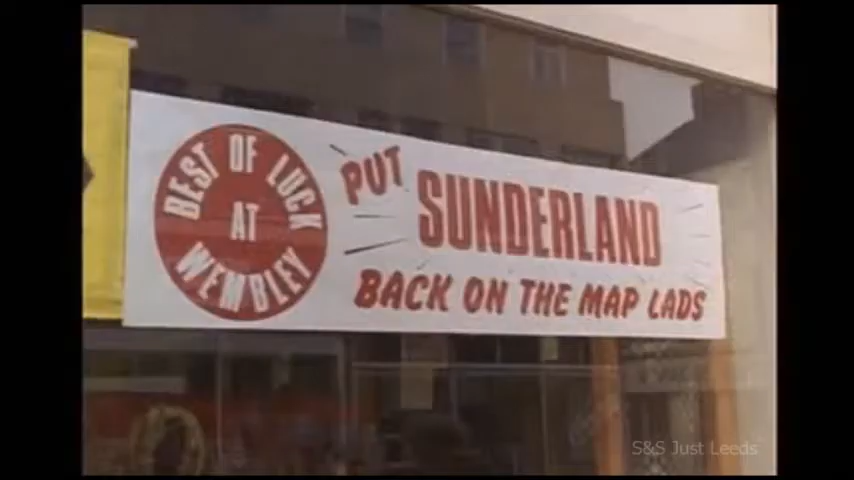 BEST OF LUCK
AT
WEMBLEY
PUT
SUNDERLAND
BACK ON THE MAP LADS
S&S Just Leeds